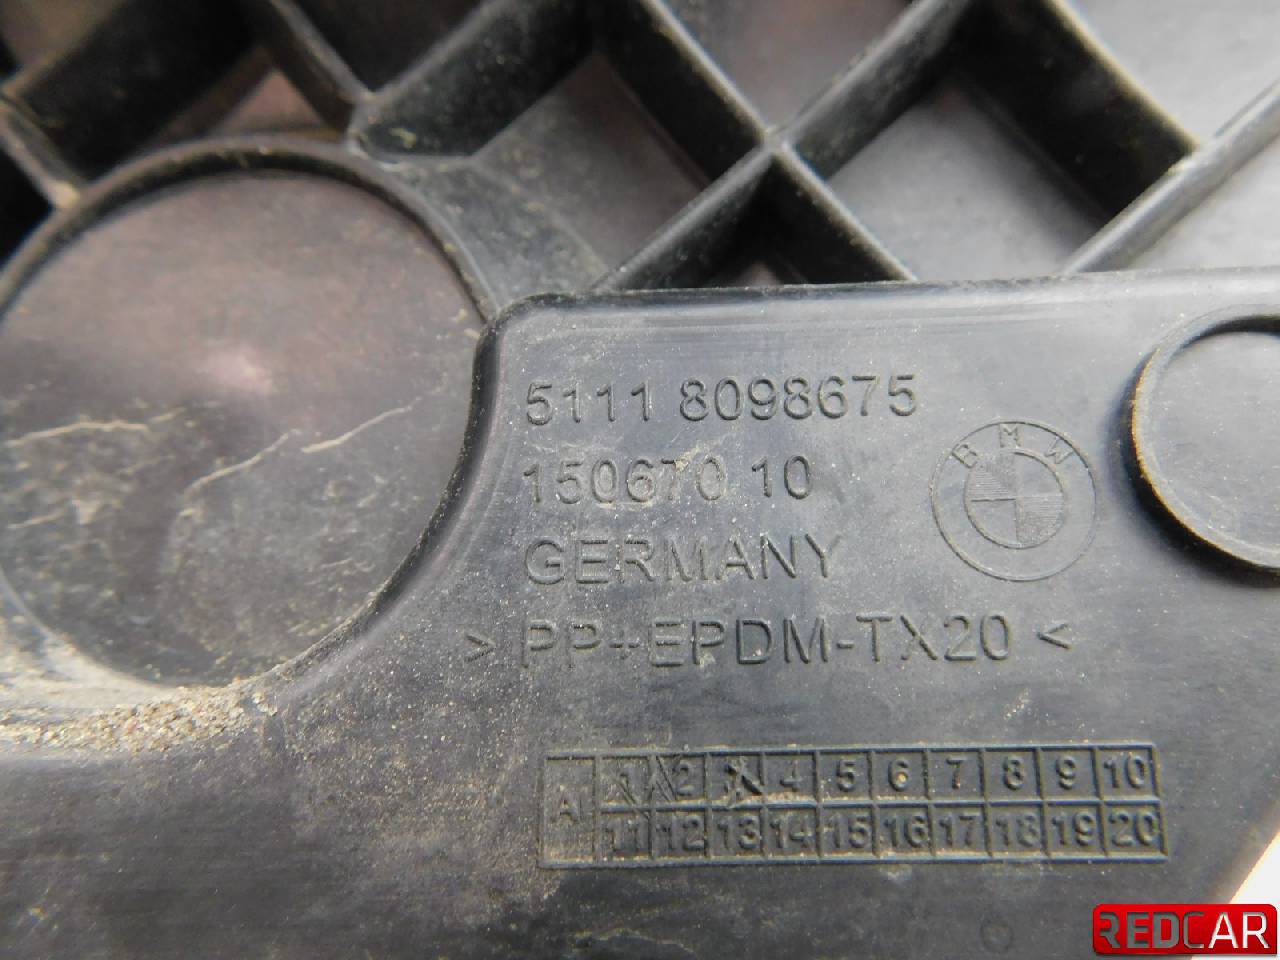 5111 8098675
150670 10
BMW
GERMANY
> PP+EPDM-TX20 <
AI 1 2 3 4 5 6 7 8 9 10
11 12 13 14 15 16 17 18 19 20
REDCAR